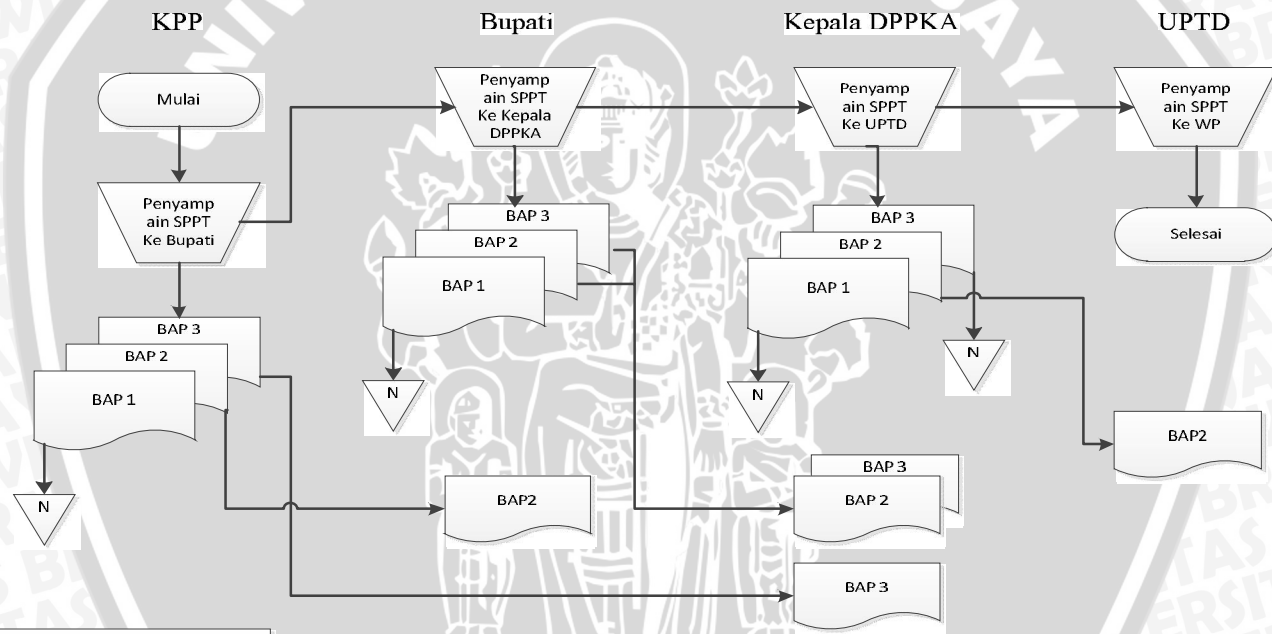 KPP
Bupati
Kepala DPPKA
UPTD
Mulai
Penyamp
ain SPPT
Ke Bupati
BAP 3
BAP 2
BAP 1
N
Penyamp
ain SPPT
Ke Kepala
DPPKA
BAP 3
BAP 2
BAP 1
N
BAP2
Penyamp
ain SPPT
Ke UPTD
BAP 3
BAP 2
BAP 1
N
N
BAP 3
BAP 2
BAP 3
Penyamp
ain SPPT
Ke WP
Selesai
BAP2